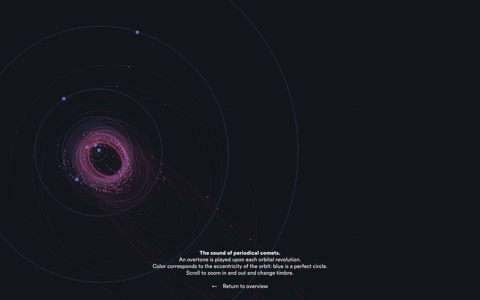 The sound of periodical comets.
An overtone is played upon each orbital revolution.
Color corresponds to the eccentricity of the orbit: blue is a perfect circle.
Scroll to zoom in and out and change timbre.
← Return to overview